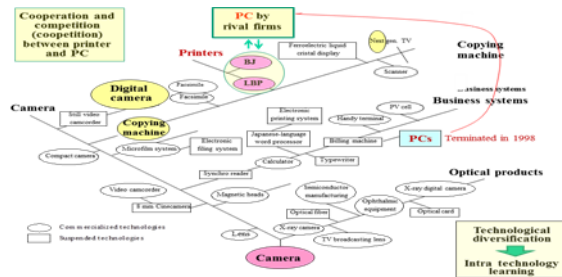 Cooperation and
competition
(coopetition)
between printer
and PC
PC by
rival firms
Printers
BJ
LBP
Ferroelectric liquid
cristal display
Next gen. TV
Scanner
Copying
machine
Digital
camera
Facsimile
Facsimile
Camera
Still video
camcorder
Copying
machine
Compact camera
Microfilm system
Electronic
filing system
Electronic
printing system
Japanese-language
word processor
PV cell
Handy terminal
Billing machine
Business systems
Business systems
PCs
Terminated in 1998
Calculator
Typewriter
Synchro reader
Video camcorder
8 mm Cinecamera
Magnetic heads
Semiconductor
manufacturing
Optical fiber
X-ray camera
X-ray digital camera
Ophthalmic
equipment
Optical card
Optical products
Lens
TV broadcasting lens
Camera
Commercialized technologies
Suspended technologies
Technological
diversification
Intra technology
learning